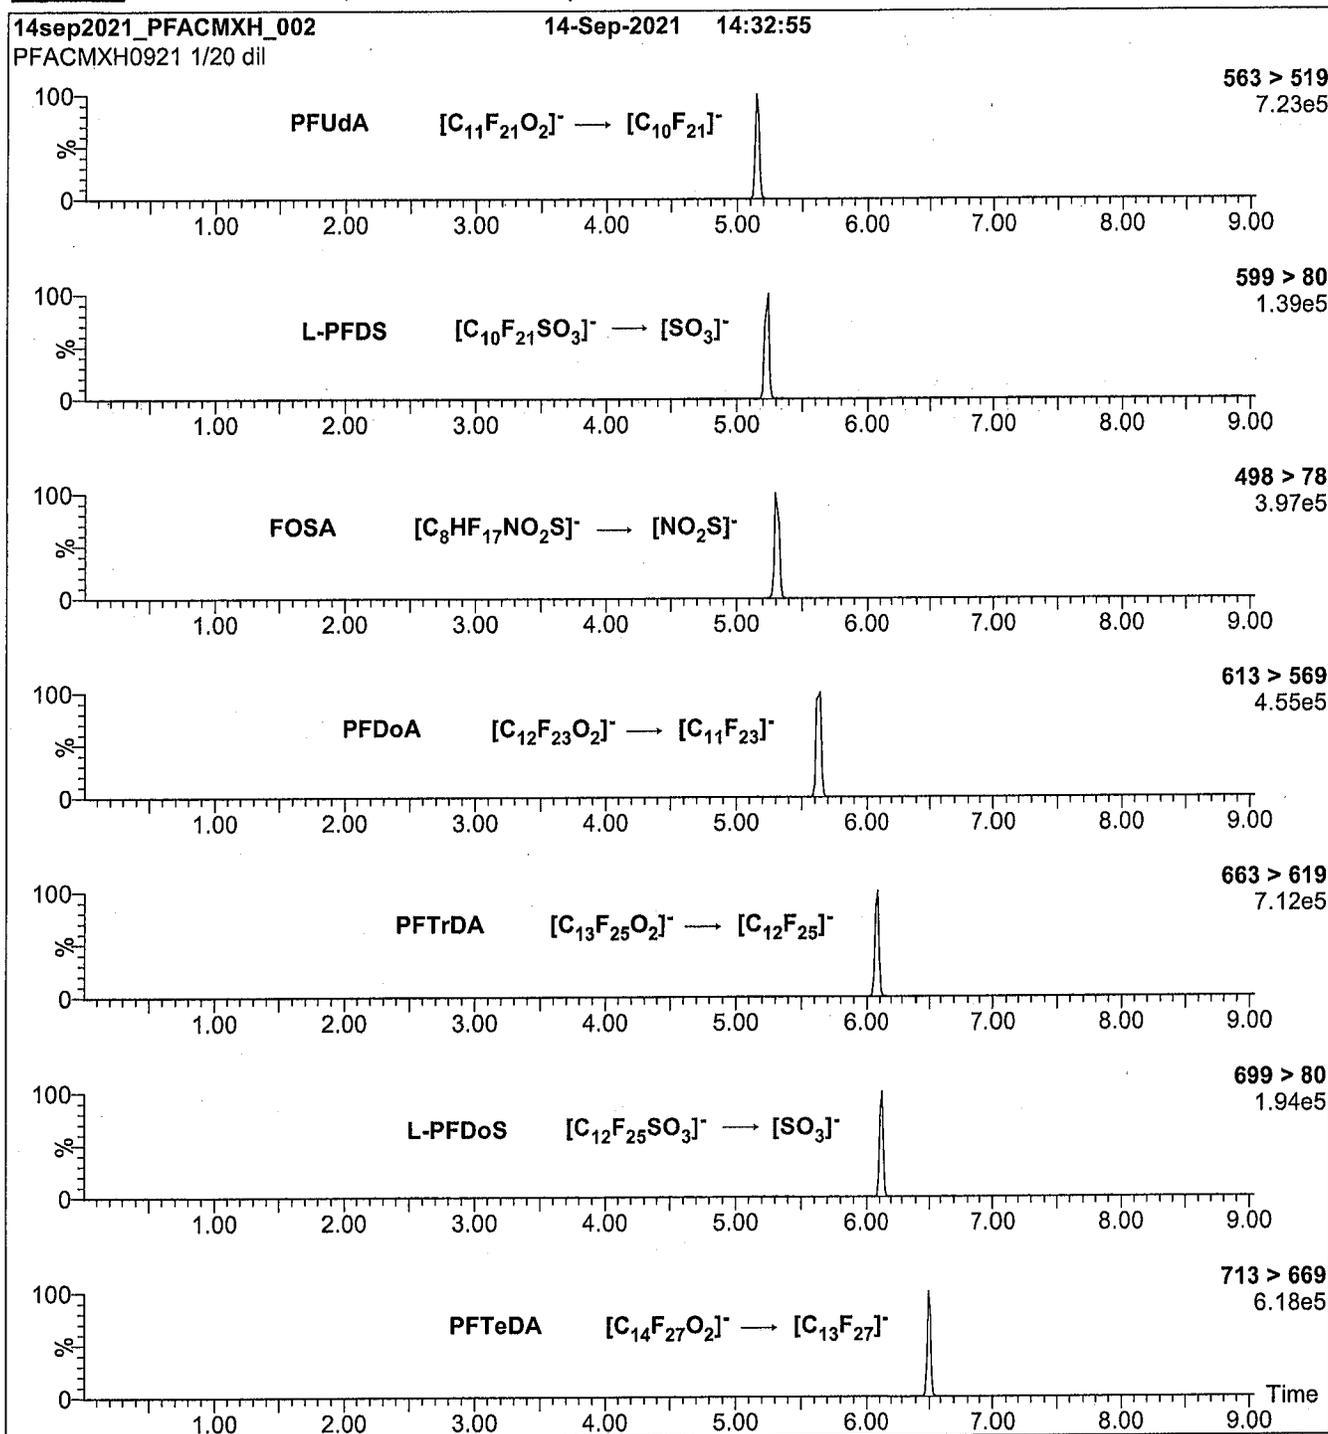 14sep2021_PFACMXH_002 14-Sep-2021 14:32:55
PFACMXH0921 1/20 dil
563 > 519
7.23e5
100
PFUdA [C₁₁F₂₁O₂]⁻ → [C₁₀F₂₁]⁻
%
0
1.00 2.00 3.00 4.00 5.00 6.00 7.00 8.00 9.00
599 > 80
1.39e5
100
L-PFDS [C₁₀F₂₁SO₃]⁻ → [SO₃]⁻
%
0
1.00 2.00 3.00 4.00 5.00 6.00 7.00 8.00 9.00
498 > 78
3.97e5
100
FOSA [C₈HF₁₇NO₂S]⁻ → [NO₂S]⁻
%
0
1.00 2.00 3.00 4.00 5.00 6.00 7.00 8.00 9.00
613 > 569
4.55e5
100
PFDoA [C₁₂F₂₃O₂]⁻ → [C₁₁F₂₃]⁻
%
0
1.00 2.00 3.00 4.00 5.00 6.00 7.00 8.00 9.00
663 > 619
7.12e5
100
PFTrDA [C₁₃F₂₅O₂]⁻ → [C₁₂F₂₅]⁻
%
0
1.00 2.00 3.00 4.00 5.00 6.00 7.00 8.00 9.00
699 > 80
1.94e5
100
L-PFDoS [C₁₂F₂₅SO₃]⁻ → [SO₃]⁻
%
0
1.00 2.00 3.00 4.00 5.00 6.00 7.00 8.00 9.00
713 > 669
6.18e5
100
PFTeDA [C₁₄F₂₇O₂]⁻ → [C₁₃F₂₇]⁻
%
0 Time
1.00 2.00 3.00 4.00 5.00 6.00 7.00 8.00 9.00